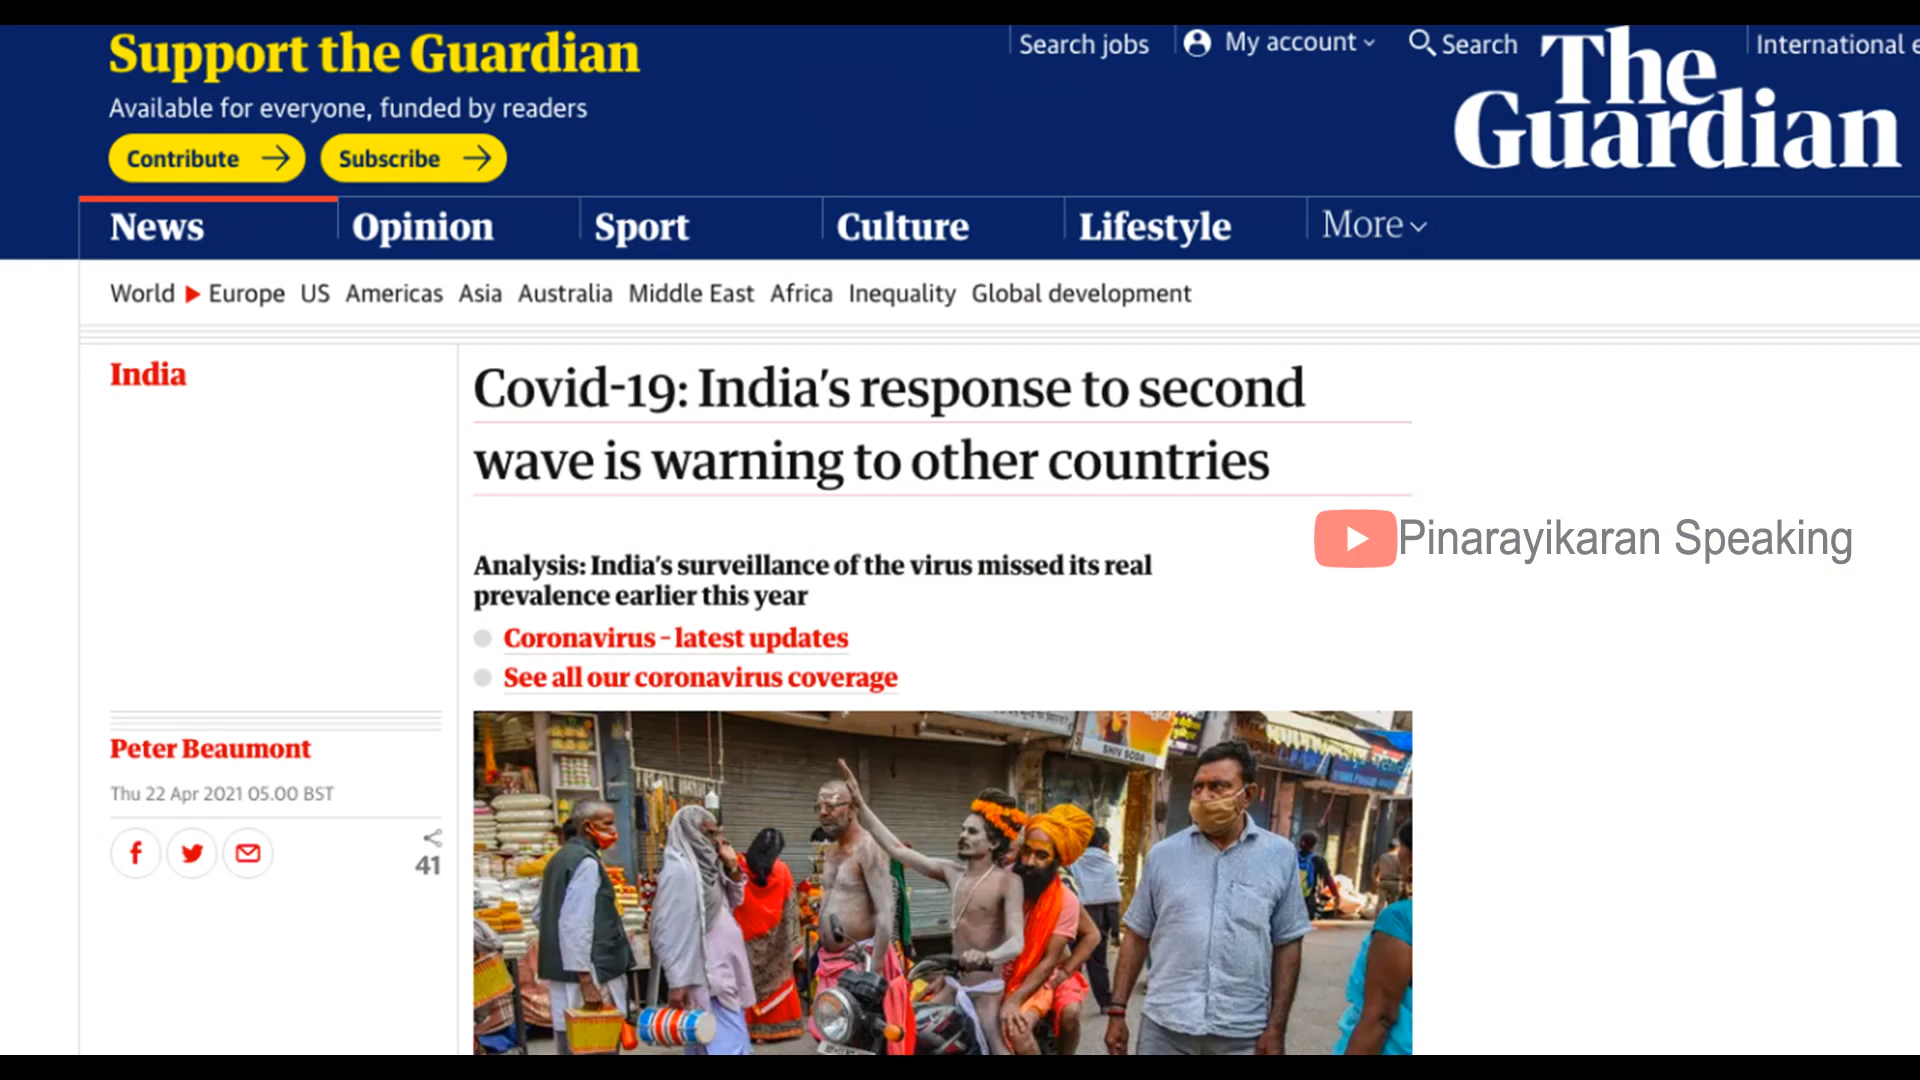 Support the Guardian
Available for everyone, funded by readers
Contribute
Subscribe
Search jobs
My account
Search
International e
The
Guardian
News
Opinion
Sport
Culture
Lifestyle
More
World
Europe
US
Americas
Asia
Australia
Middle East
Africa
Inequality
Global development
India
Covid-19: India’s response to second
wave is warning to other countries
Pinarayikaran Speaking
Analysis: India’s surveillance of the virus missed its real
prevalence earlier this year
Coronavirus – latest updates
See all our coronavirus coverage
Peter Beaumont
Thu 22 Apr 2021 05.00 BST
41
SHIV SODA